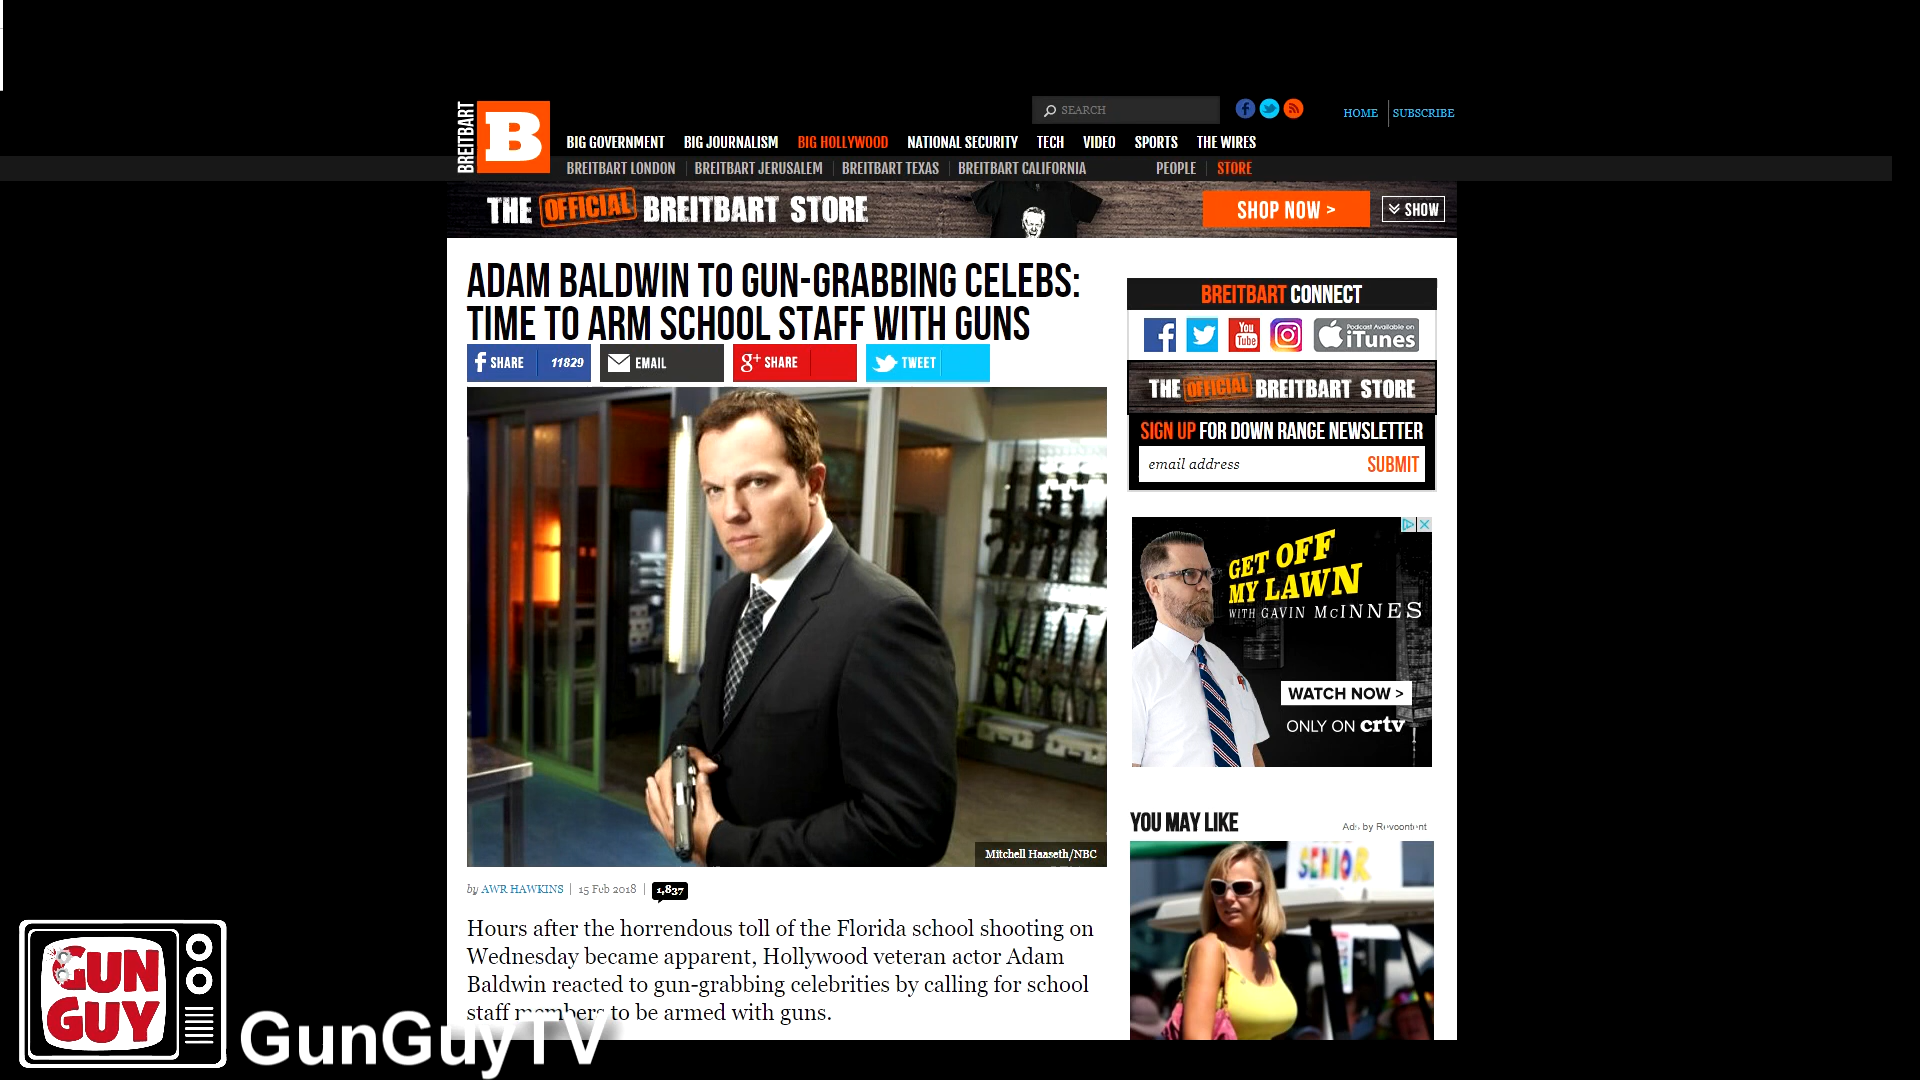 BREITBART
B
SEARCH
HOME
SUBSCRIBE
BIG GOVERNMENT BIG JOURNALISM BIG HOLLYWOOD NATIONAL SECURITY TECH VIDEO SPORTS THE WIRES
BREITBART LONDON BREITBART JERUSALEM BREITBART TEXAS BREITBART CALIFORNIA PEOPLE STORE
THE OFFICIAL BREITBART STORE
SHOP NOW >
SHOW
ADAM BALDWIN TO GUN-GRABBING CELEBS:
TIME TO ARM SCHOOL STAFF WITH GUNS
f SHARE 11829
EMAIL
g+ SHARE
TWEET
Mitchell Haaseth/NBC
by AWR HAWKINS | 15 Feb 2018 | 1,837
Hours after the horrendous toll of the Florida school shooting on
Wednesday became apparent, Hollywood veteran actor Adam
Baldwin reacted to gun-grabbing celebrities by calling for school
staff members to be armed with guns.
BREITBART CONNECT
You Tube
Podcast Available on
iTunes
THE OFFICIAL BREITBART STORE
SIGN UP FOR DOWN RANGE NEWSLETTER
email address
SUBMIT
GET OFF
MY LAWN
WITH GAVIN McINNES
WATCH NOW >
ONLY ON crtv
YOU MAY LIKE
Ads by Revcontent
SENIOR
GUN
GUY
GunGuyTV